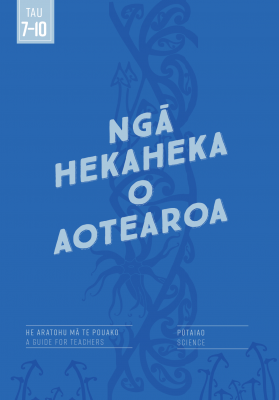 TAU
7–10
NGĀ
HEKAHEKA
O
AOTEAROA
HE ARATOHU MĀ TE POUAKO
A GUIDE FOR TEACHERS
PŪTAIAO
SCIENCE